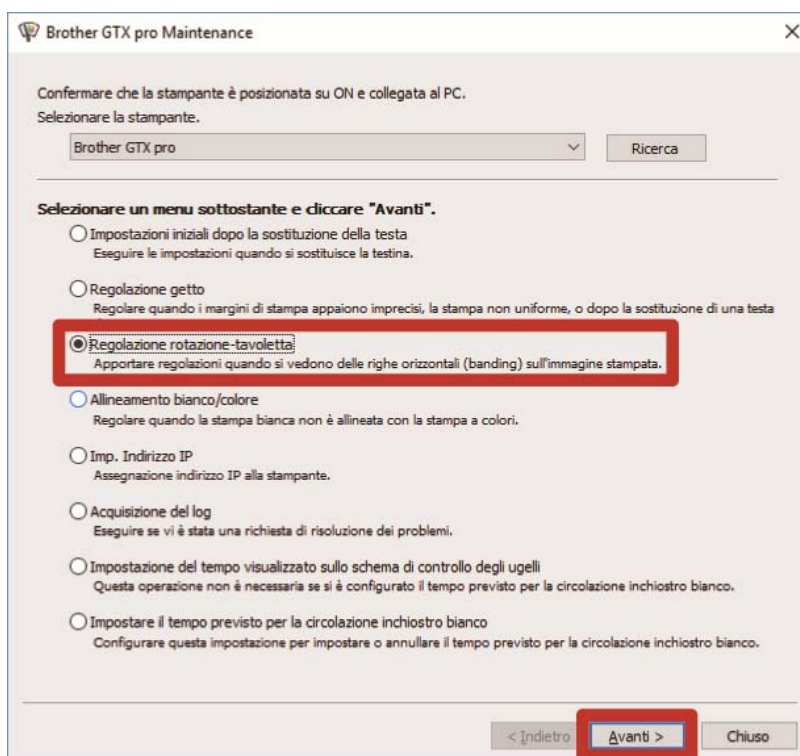 Brother GTX pro Maintenance
Confermare che la stampante è posizionata su ON e collegata al PC.
Selezionare la stampante.
Brother GTX pro
Ricerca
Selezionare un menu sottostante e cliccare "Avanti".
Impostazioni iniziali dopo la sostituzione della testa
Eseguire le impostazioni quando si sostituisce la testina.
Regolazione getto
Regolare quando i margini di stampa appaiono imprecisi, la stampa non uniforme, o dopo la sostituzione di una testa
Regolazione rotazione-tavoletta
Apportare regolazioni quando si vedono delle righe orizzontali (banding) sull'immagine stampata.
Allineamento bianco/colore
Regolare quando la stampa bianca non è allineata con la stampa a colori.
Imp. Indirizzo IP
Assegnazione indirizzo IP alla stampante.
Acquisizione del log
Eseguire se vi è stata una richiesta di risoluzione dei problemi.
Impostazione del tempo visualizzato sullo schema di controllo degli ugelli
Questa operazione non è necessaria se si è configurato il tempo previsto per la circolazione inchiostro bianco.
Impostare il tempo previsto per la circolazione inchiostro bianco
Configurare questa impostazione per impostare o annullare il tempo previsto per la circolazione inchiostro bianco.
< Indietro
Avanti >
Chiuso